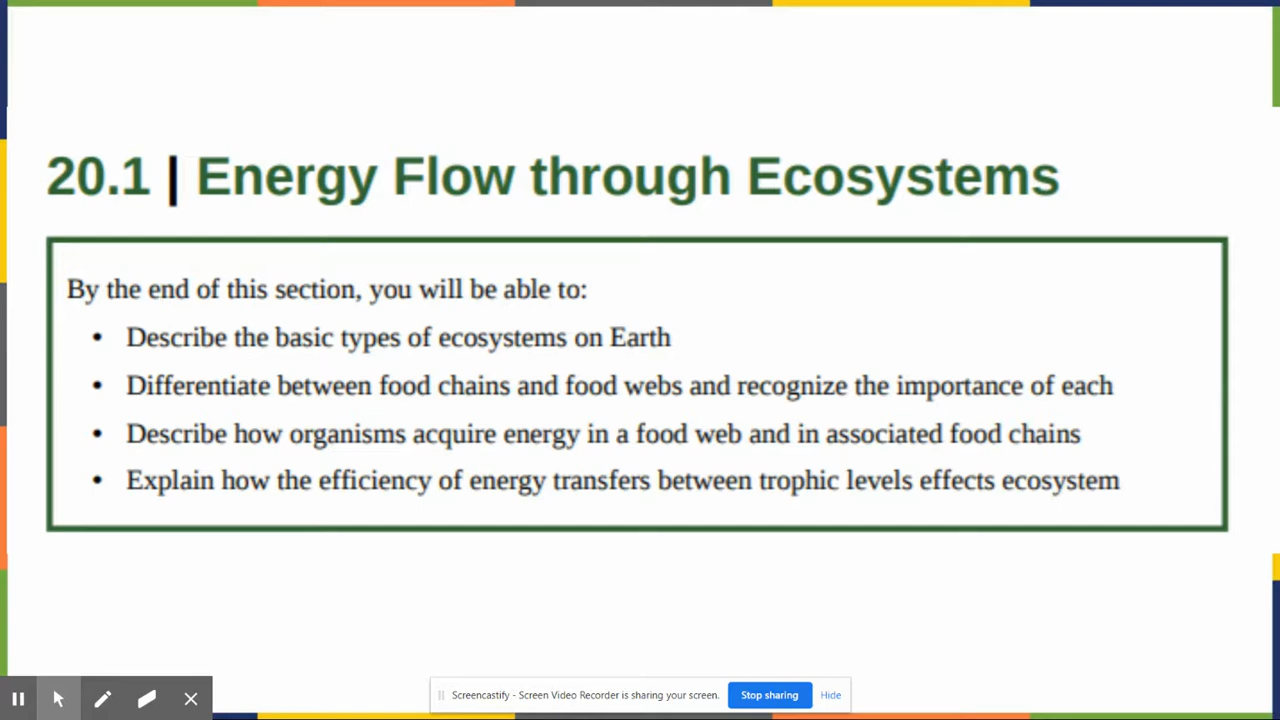 20.1 | Energy Flow through Ecosystems
By the end of this section, you will be able to:
• Describe the basic types of ecosystems on Earth
• Differentiate between food chains and food webs and recognize the importance of each
• Describe how organisms acquire energy in a food web and in associated food chains
• Explain how the efficiency of energy transfers between trophic levels effects ecosystem
Screencastify - Screen Video Recorder is sharing your screen. Stop sharing Hide